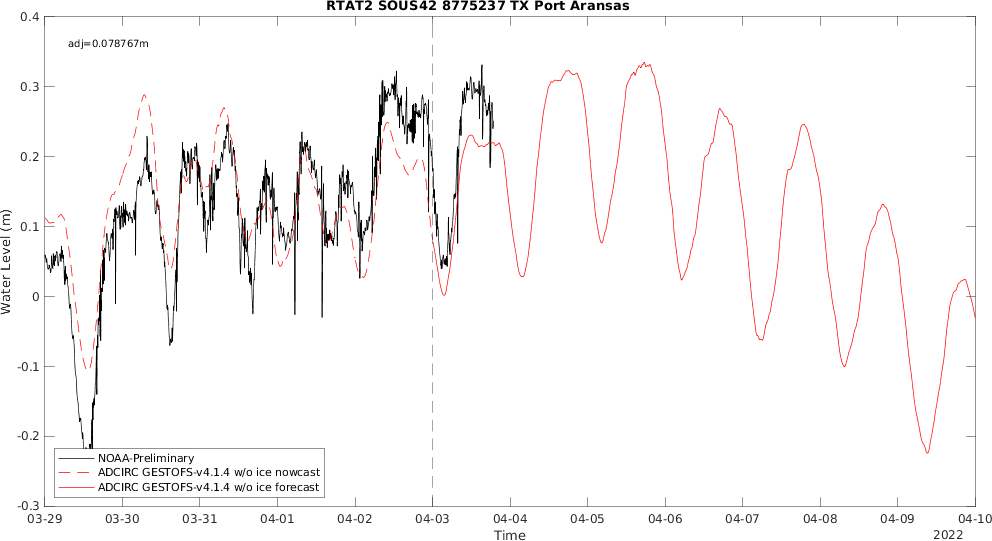 RTAT2 SOUS42 8775237 TX Port Aransas
adj=0.078767m
Water Level (m)
0.4
0.3
0.2
0.1
0
-0.1
-0.2
-0.3
NOAA-Preliminary
ADCIRC GESTOFS-v4.1.4 w/o ice nowcast
ADCIRC GESTOFS-v4.1.4 w/o ice forecast
03-29 03-30 03-31 04-01 04-02 04-03 04-04 04-05 04-06 04-07 04-08 04-09 04-10
Time
2022